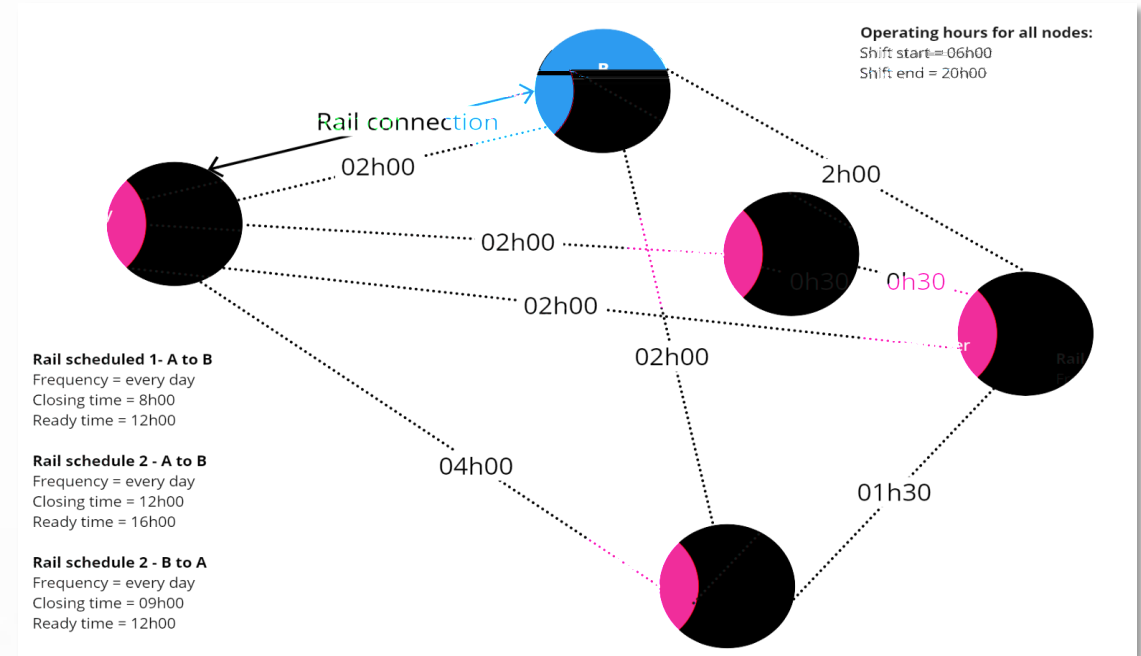 Operating hours for all nodes:
Shift start = 06h00
Shift end = 20h00
B
Rail connection
02h00
2h00
02h00
0h30
0h30
02h00
er
02h00
Rail
Rail scheduled 1- A to B
Frequency = every day
Closing time = 8h00
Ready time = 12h00
04h00
Rail schedule 2 - A to B
Frequency = every day
Closing time = 12h00
Ready time = 16h00
01h30
Rail schedule 2 - B to A
Frequency = every day
Closing time = 09h00
Ready time = 12h00